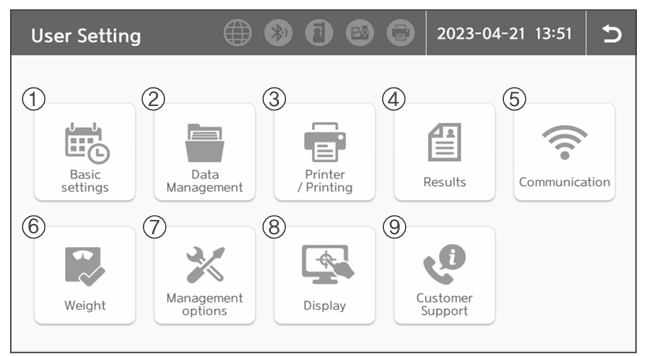 User Setting
2023-04-21 13:51
① ② ③ ④ ⑤
Basic
settings
Data
Management
Printer
/ Printing
Results
Communication
⑥ ⑦ ⑧ ⑨
Weight
Management
options
Display
Customer
Support